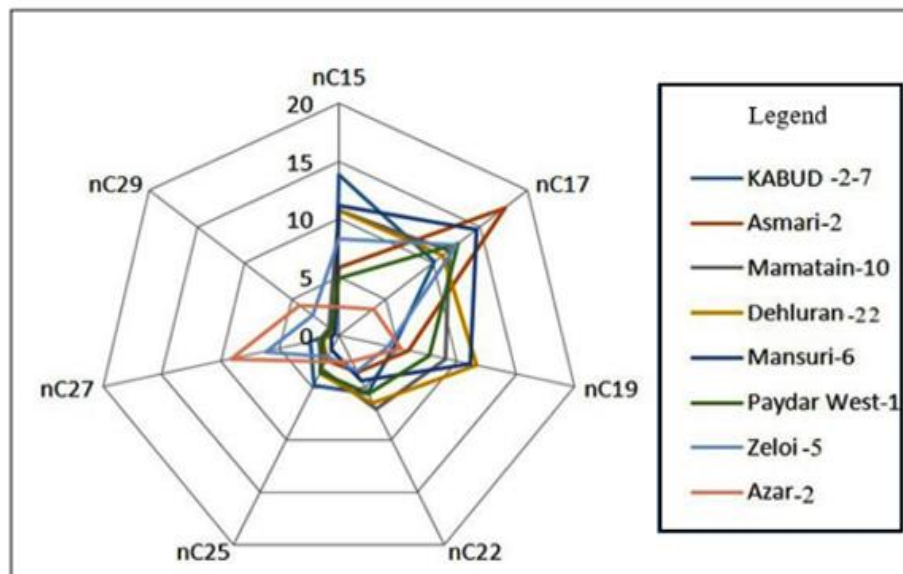 nC15
20
nC29
15
nC17
10
5
0
nC27
nC19
nC25
nC22
Legend
KABUD -2-7
Asmari-2
Mamatain-10
Dehluran -22
Mansuri-6
Paydar West-1
Zeloi -5
Azar-2